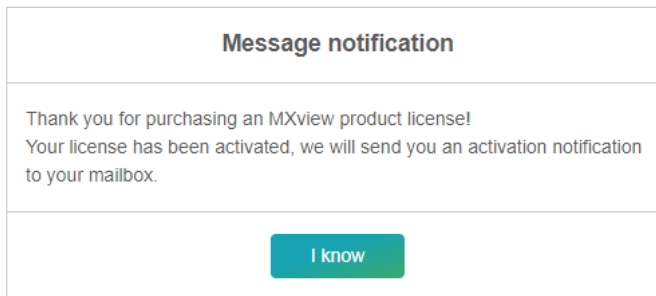 Message notification
Thank you for purchasing an MXview product license!
Your license has been activated, we will send you an activation notification
to your mailbox.
I know